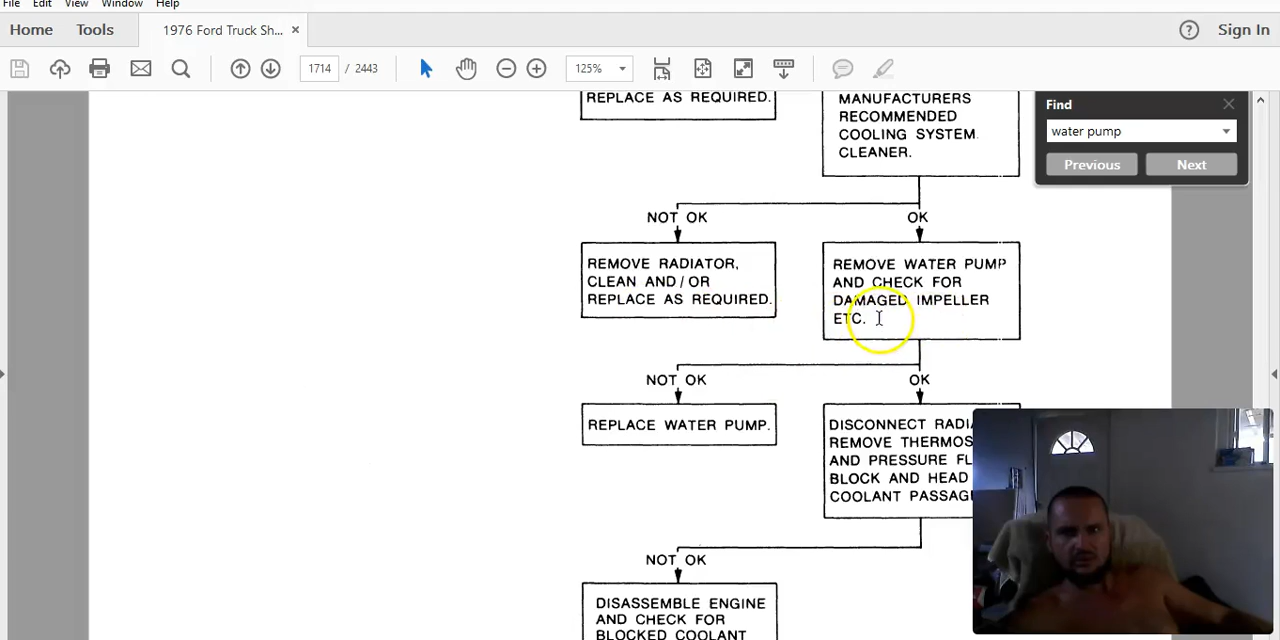 File Edit View Window Help
Home Tools 1976 Ford Truck Sh... × Sign In
1714 / 2443 125%
Find
water pump
Previous Next
REPLACE AS REQUIRED.
MANUFACTURERS
RECOMMENDED
COOLING SYSTEM
CLEANER.
NOT OK
OK
REMOVE RADIATOR,
CLEAN AND/OR
REPLACE AS REQUIRED.
REMOVE WATER PUMP
AND CHECK FOR
DAMAGED IMPELLER
ETC.
NOT OK
OK
REPLACE WATER PUMP.
DISCONNECT RADIA
REMOVE THERMOS
AND PRESSURE FL
BLOCK AND HEAD
COOLANT PASSAG
NOT OK
DISASSEMBLE ENGINE
AND CHECK FOR
BLOCKED COOLANT